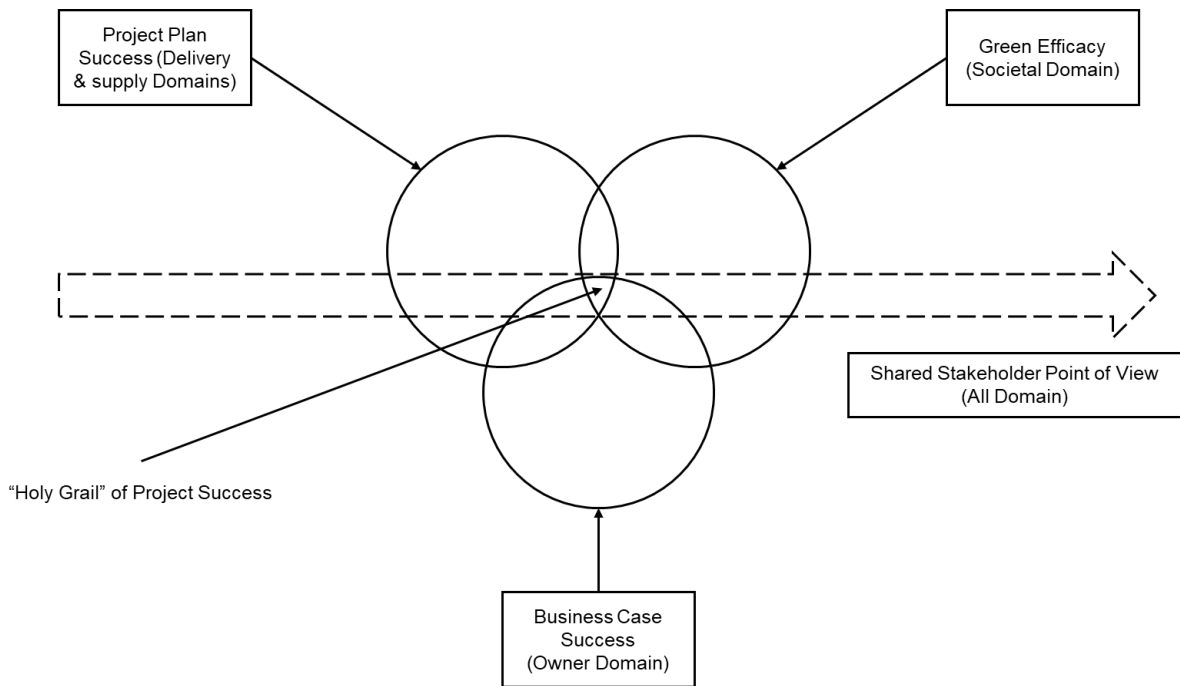 Project Plan
Success (Delivery
& supply Domains)
Green Efficacy
(Societal Domain)
Shared Stakeholder Point of View
(All Domain)
“Holy Grail” of Project Success
Business Case
Success
(Owner Domain)